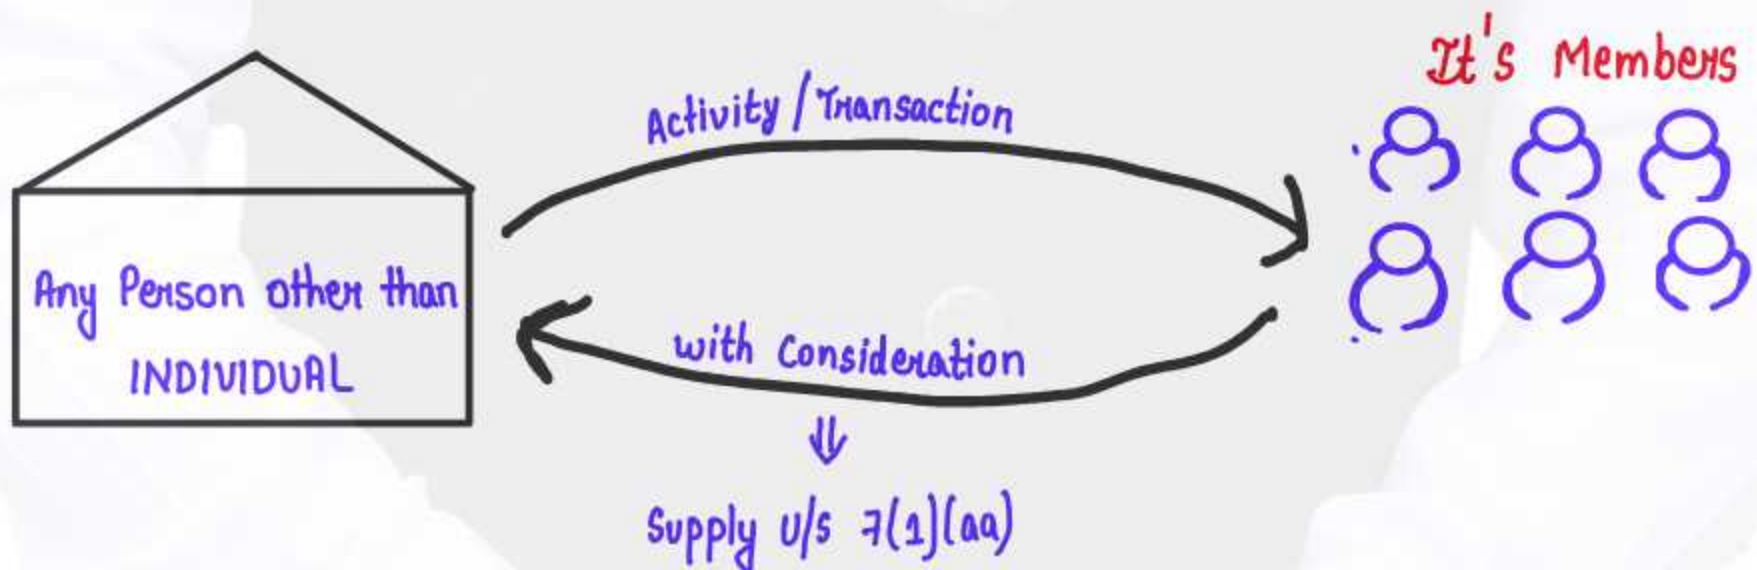 It's Members
Activity/Transaction
Any Person other than
INDIVIDUAL
with Consideration
⇓
Supply U/s 7(1)(aa)